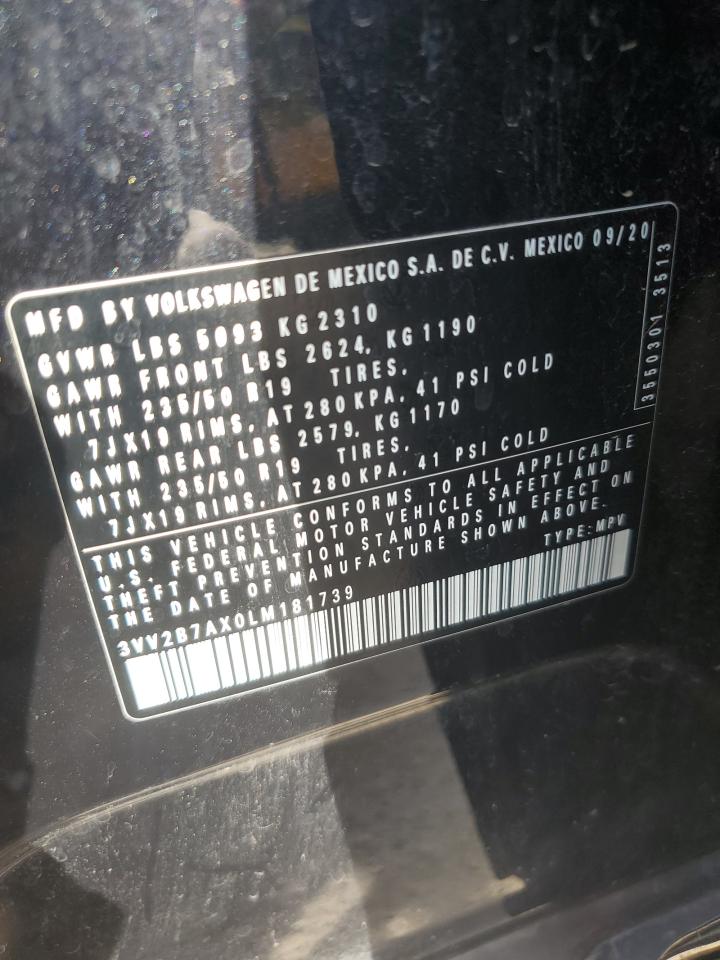 MFD BY VOLKSWAGEN DE MEXICO S.A. DE C.V. MEXICO 09/20
GVWR LBS 5093 KG 2310
GAWR FRONT LBS 2624, KG 1190
WITH 235/50 R19 TIRES,
7JX19 RIMS, AT 280 KPA, 41 PSI COLD
GAWR REAR LBS 2579, KG 1170
WITH 235/50 R19 TIRES,
7JX19 RIMS, AT 280 KPA, 41 PSI COLD
THIS VEHICLE CONFORMS TO ALL APPLICABLE
U.S. FEDERAL MOTOR VEHICLE SAFETY AND
THEFT PREVENTION STANDARDS IN EFFECT ON
THE DATE OF MANUFACTURE SHOWN ABOVE.
TYPE: MPV
3VV2B7AX0LM181739
3550301 3513